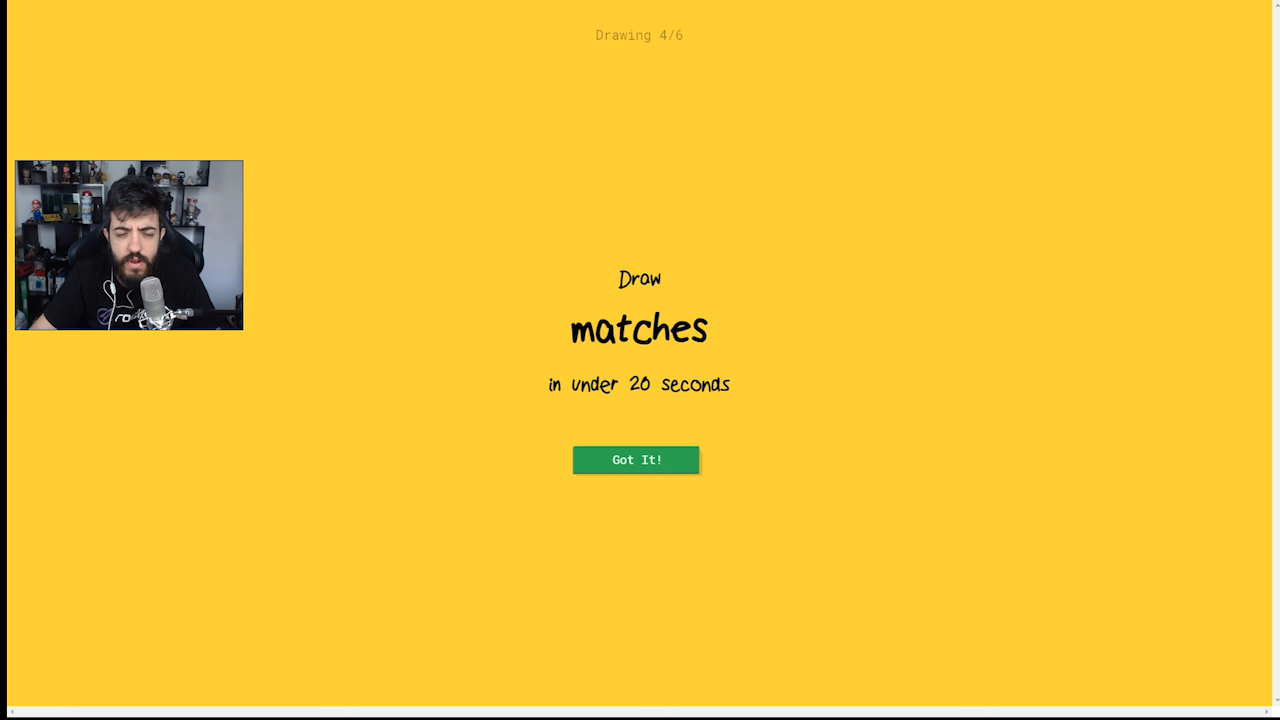 Drawing 4/6
Draw
matches
in under 20 seconds
Got It!